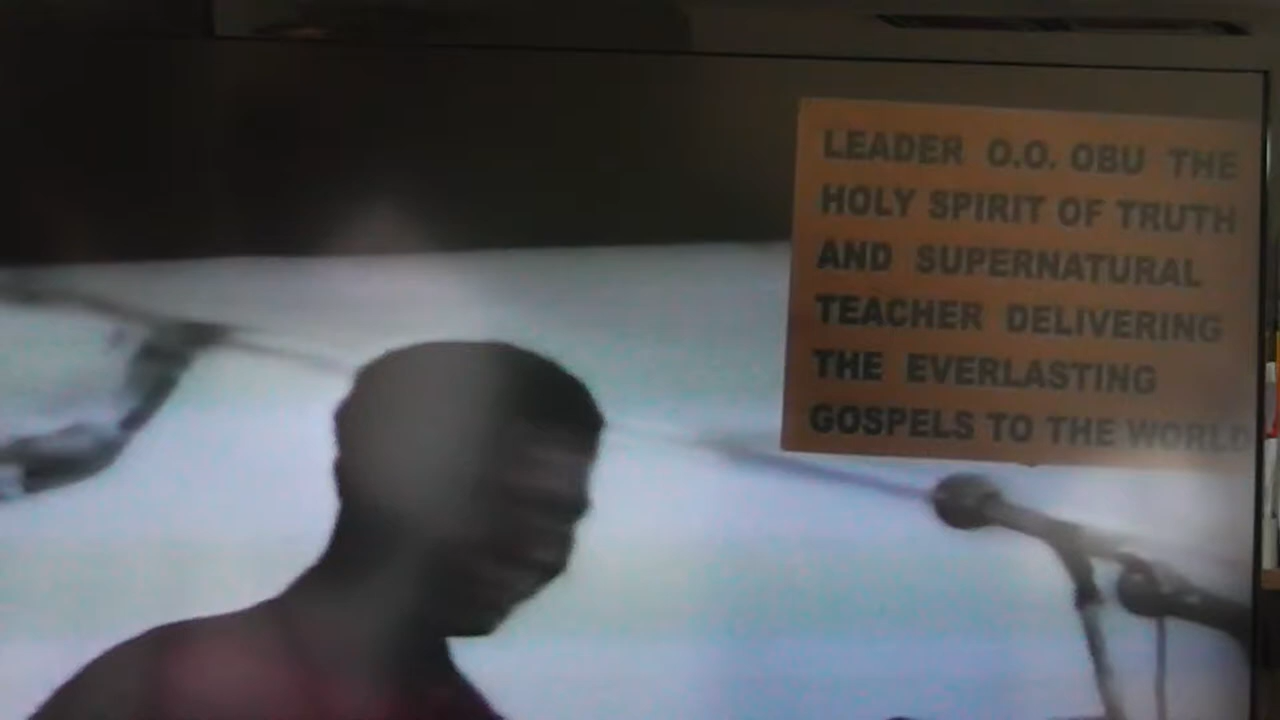 LEADER O.O. OBU THE
HOLY SPIRIT OF TRUTH
AND SUPERNATURAL
TEACHER DELIVERING
THE EVERLASTING
GOSPELS TO THE WORLD